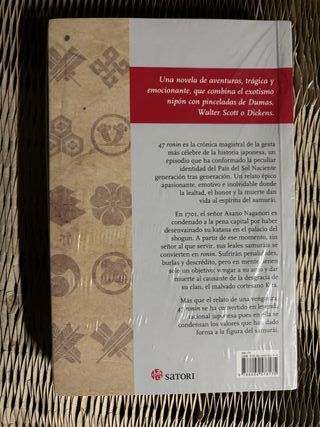 Una novela de aventuras, trágica y
emocionante, que combina el exotismo
nipón con pinceladas de Dumas,
Walter Scott o Dickens.
47 ronin es la crónica magistral de la gesta
más célebre de la historia japonesa, un
episodio que ha conformado la peculiar
identidad del País del Sol Naciente
generación tras generación. Un relato épico
apasionante, emotivo e inolvidable donde
la lealtad, el honor y la muerte dan
vida al espíritu del samurái.
En 1701, el señor Asano Naganori es
condenado a la pena capital por haber
desenvainado su katana en el palacio del
shogun. A partir de ese momento, sin
señor al que servir, sus leales samuráis se
convierten en ronin. Sufrirán penalidades,
burlas y descrédito, pero en mente tienen
solo un objetivo: vengar a su amo y dar
muerte al causante de la desgracia de
su clan, el malvado cortesano Kira.
Más que el relato de una venganza,
47 ronin se ha convertido en leyenda
nacional japonesa pues en ella se
condensan los valores que han dado
forma a la figura del samurái.
SATORI